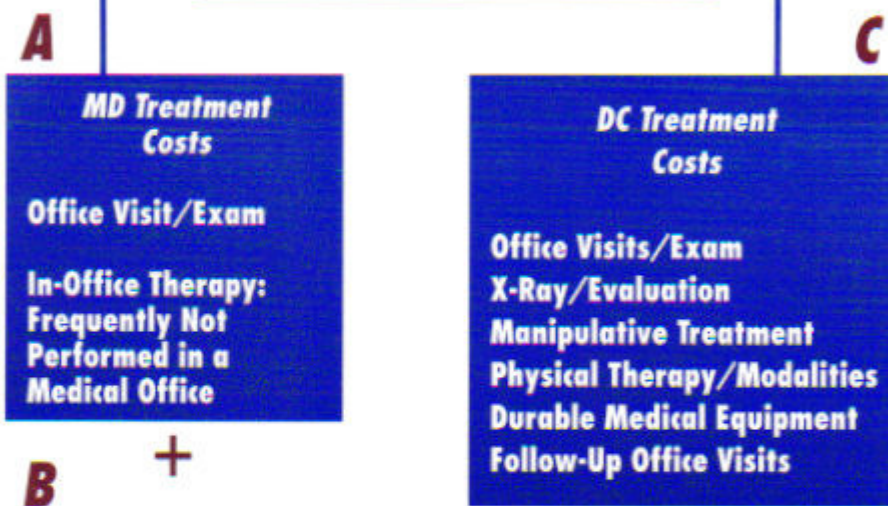 A
MD Treatment
Costs
Office Visit/Exam
In-Office Therapy:
Frequently Not
Performed in a
Medical Office
+
B
C
DC Treatment
Costs
Office Visits/Exam
X-Ray/Evaluation
Manipulative Treatment
Physical Therapy/Modalities
Durable Medical Equipment
Follow-Up Office Visits